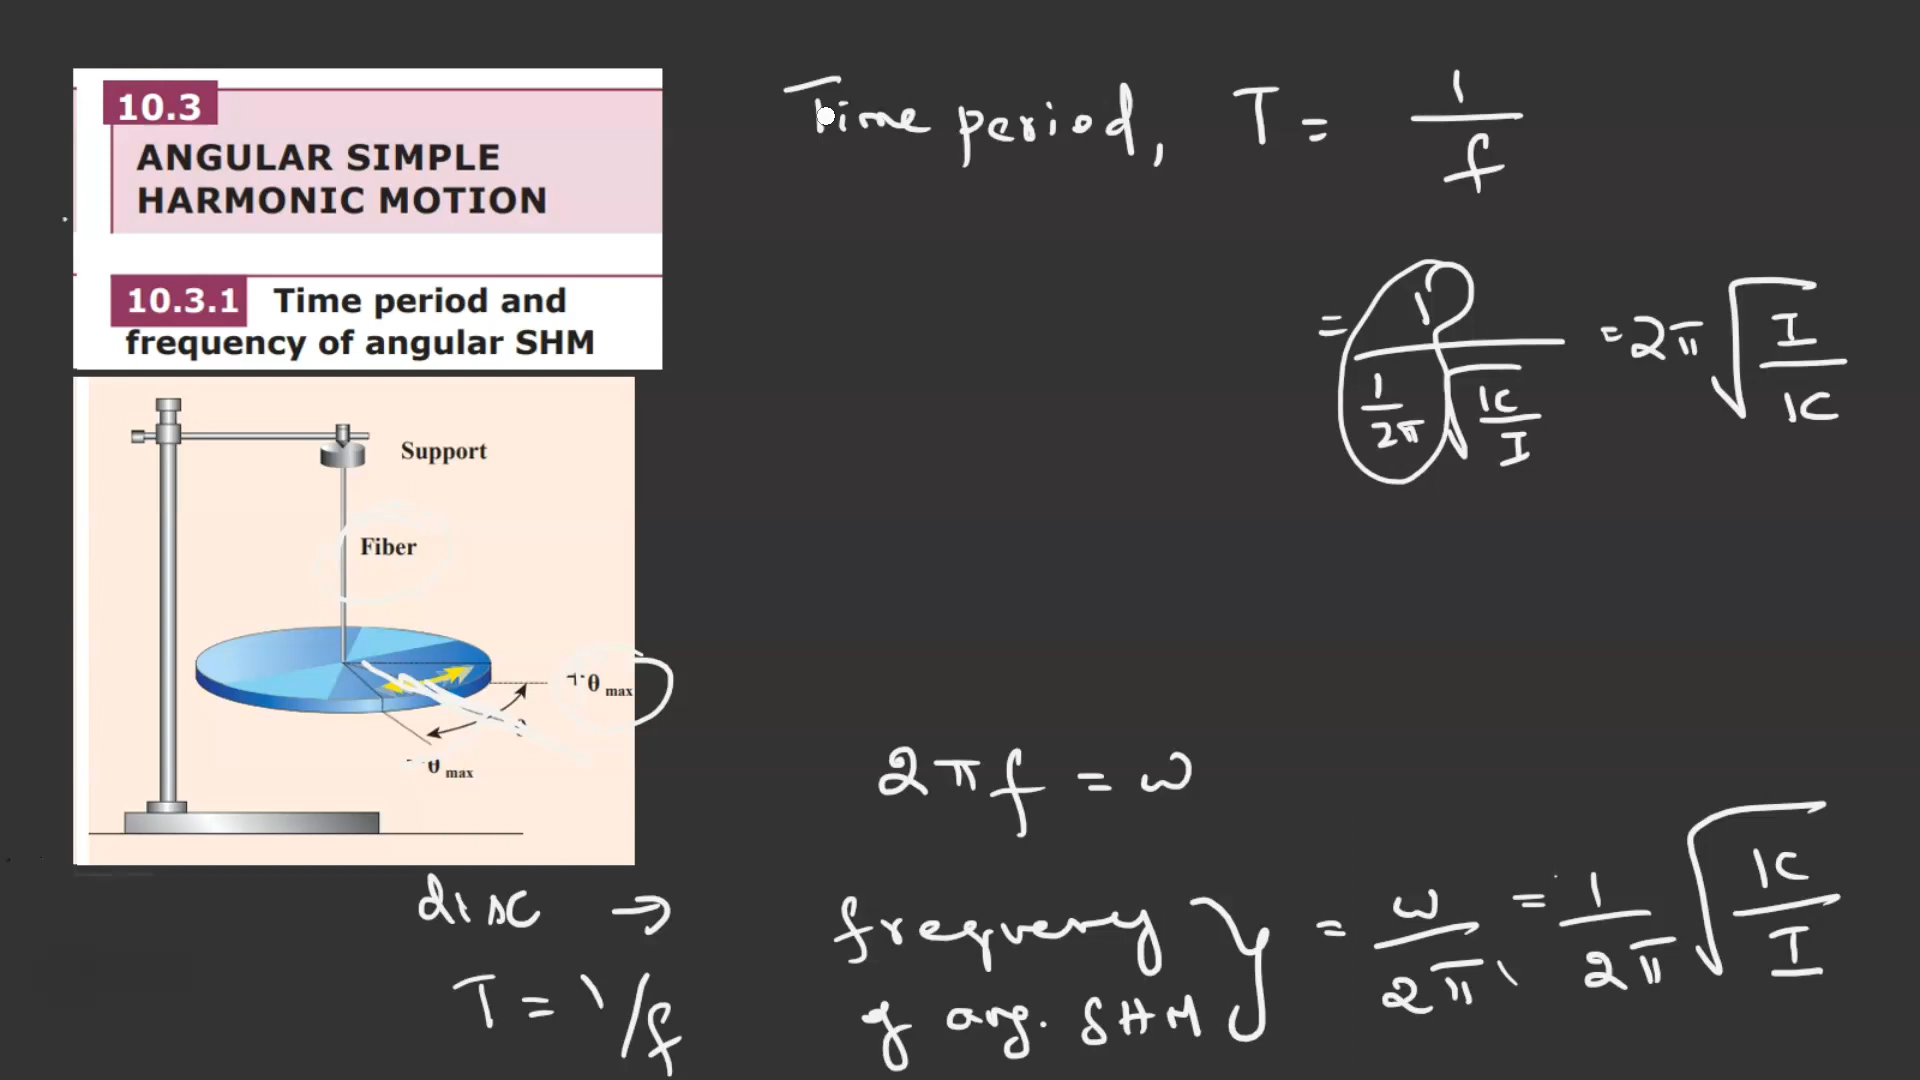 10.3
ANGULAR SIMPLE
HARMONIC MOTION
10.3.1 Time period and
frequency of angular SHM
Support
Fiber
θ max
θ max
Time period, T = 1/f
= 1/(1/2π √(K/I)) = 2π √(I/K)
2πf = ω
disc →
T = 1/f
frequency
of ang. SHM } = ω/2π = 1/2π √(K/I)